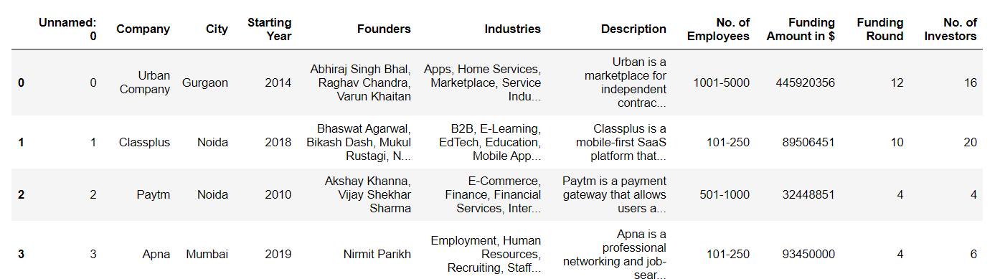 Unnamed: 0 Company City Starting Year Founders Industries Description No. of Employees Funding Amount in $ Funding Round No. of Investors
0 0 Urban Company Gurgaon 2014 Abhiraj Singh Bhal, Raghav Chandra, Varun Khaitan Apps, Home Services, Marketplace, Service Indu... Urban is a marketplace for independent contrac... 1001-5000 445920356 12 16
1 1 Classplus Noida 2018 Bhaswat Agarwal, Bikash Dash, Mukul Rustagi, N... B2B, E-Learning, EdTech, Education, Mobile App... Classplus is a mobile-first SaaS platform that... 101-250 89506451 10 20
2 2 Paytm Noida 2010 Akshay Khanna, Vijay Shekhar Sharma E-Commerce, Finance, Financial Services, Inter... Paytm is a payment gateway that allows users a... 501-1000 32448851 4 4
3 3 Apna Mumbai 2019 Nirmit Parikh Employment, Human Resources, Recruiting, Staff... Apna is a professional networking and job-sear... 101-250 93450000 4 6